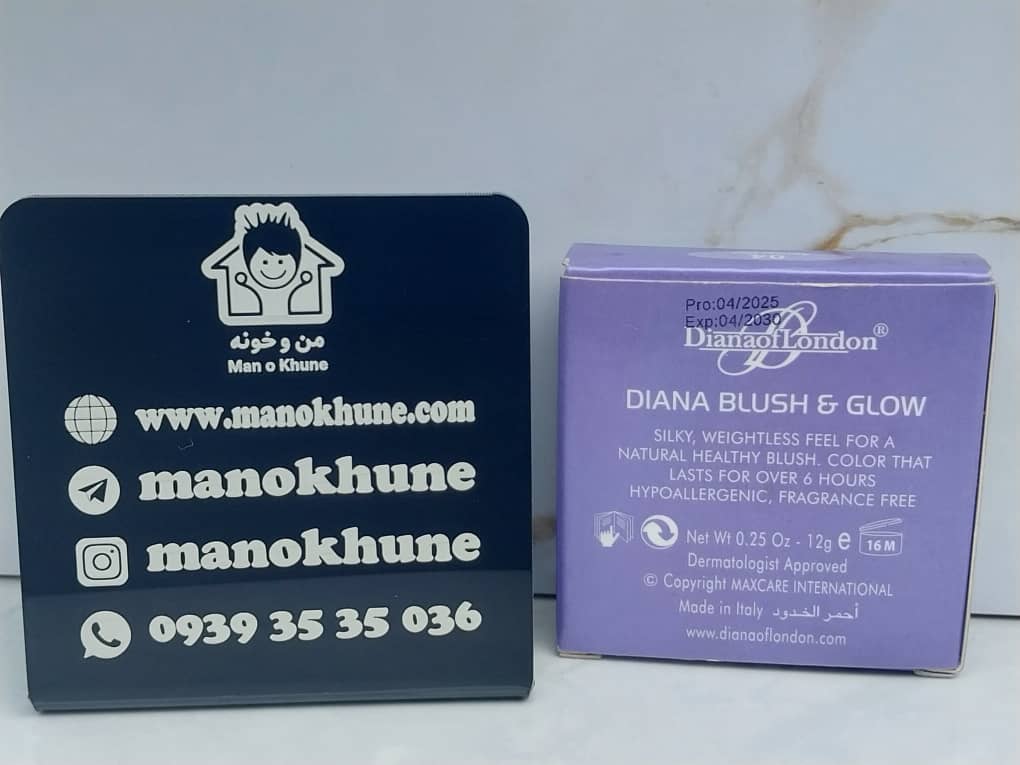 من و خونه
Man o Khune
www.manokhune.com
manokhune
manokhune
0939 35 35 036
04
Pro:04/2025
Exp:04/2030
DianaofLondon®
DIANA BLUSH & GLOW
SILKY, WEIGHTLESS FEEL FOR A
NATURAL HEALTHY BLUSH. COLOR THAT
LASTS FOR OVER 6 HOURS
HYPOALLERGENIC, FRAGRANCE FREE
Net Wt 0.25 Oz - 12g e 16 M
Dermatologist Approved
© Copyright MAXCARE INTERNATIONAL
Made in Italy أحمر الخدود
www.dianaoflondon.com